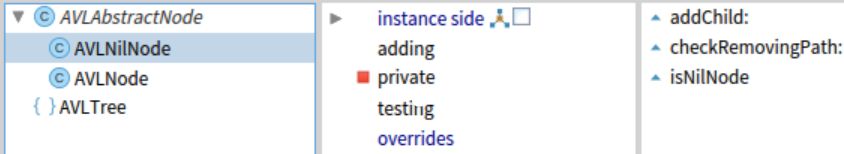 AVLAbstractNode
AVLNilNode
AVLNode
{ } AVLTree
instance side
adding
private
testing
overrides
addChild:
checkRemovingPath:
isNilNode